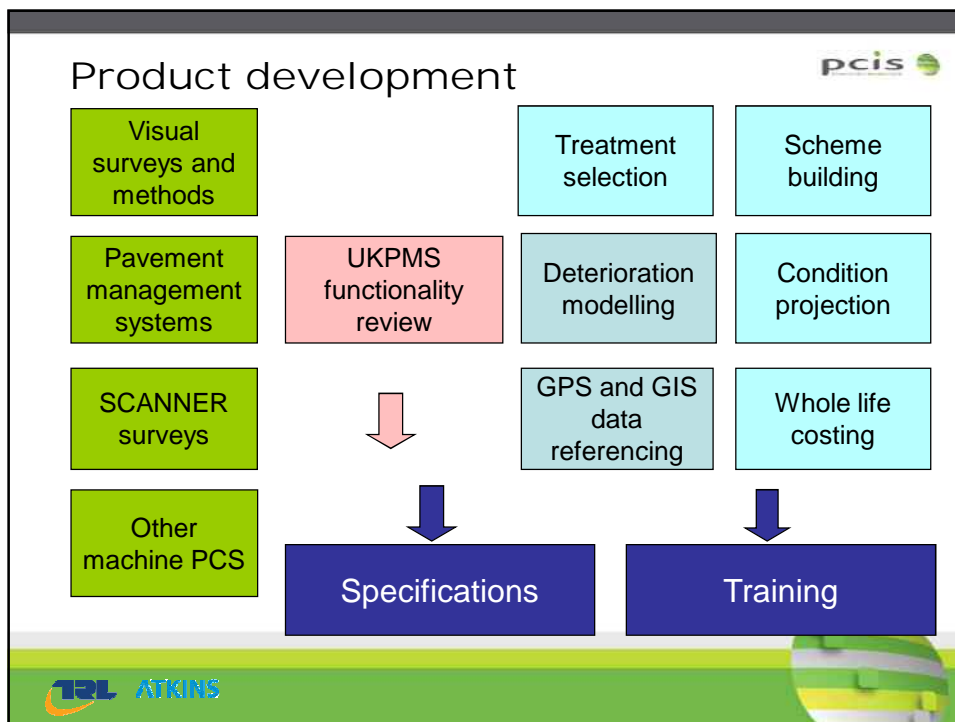 Product development
pcis
Visual
surveys and
methods
Treatment
selection
Scheme
building
Pavement
management
systems
UKPMS
functionality
review
Deterioration
modelling
Condition
projection
SCANNER
surveys
GPS and GIS
data
referencing
Whole life
costing
Other
machine PCS
Specifications
Training
TRL ATKINS